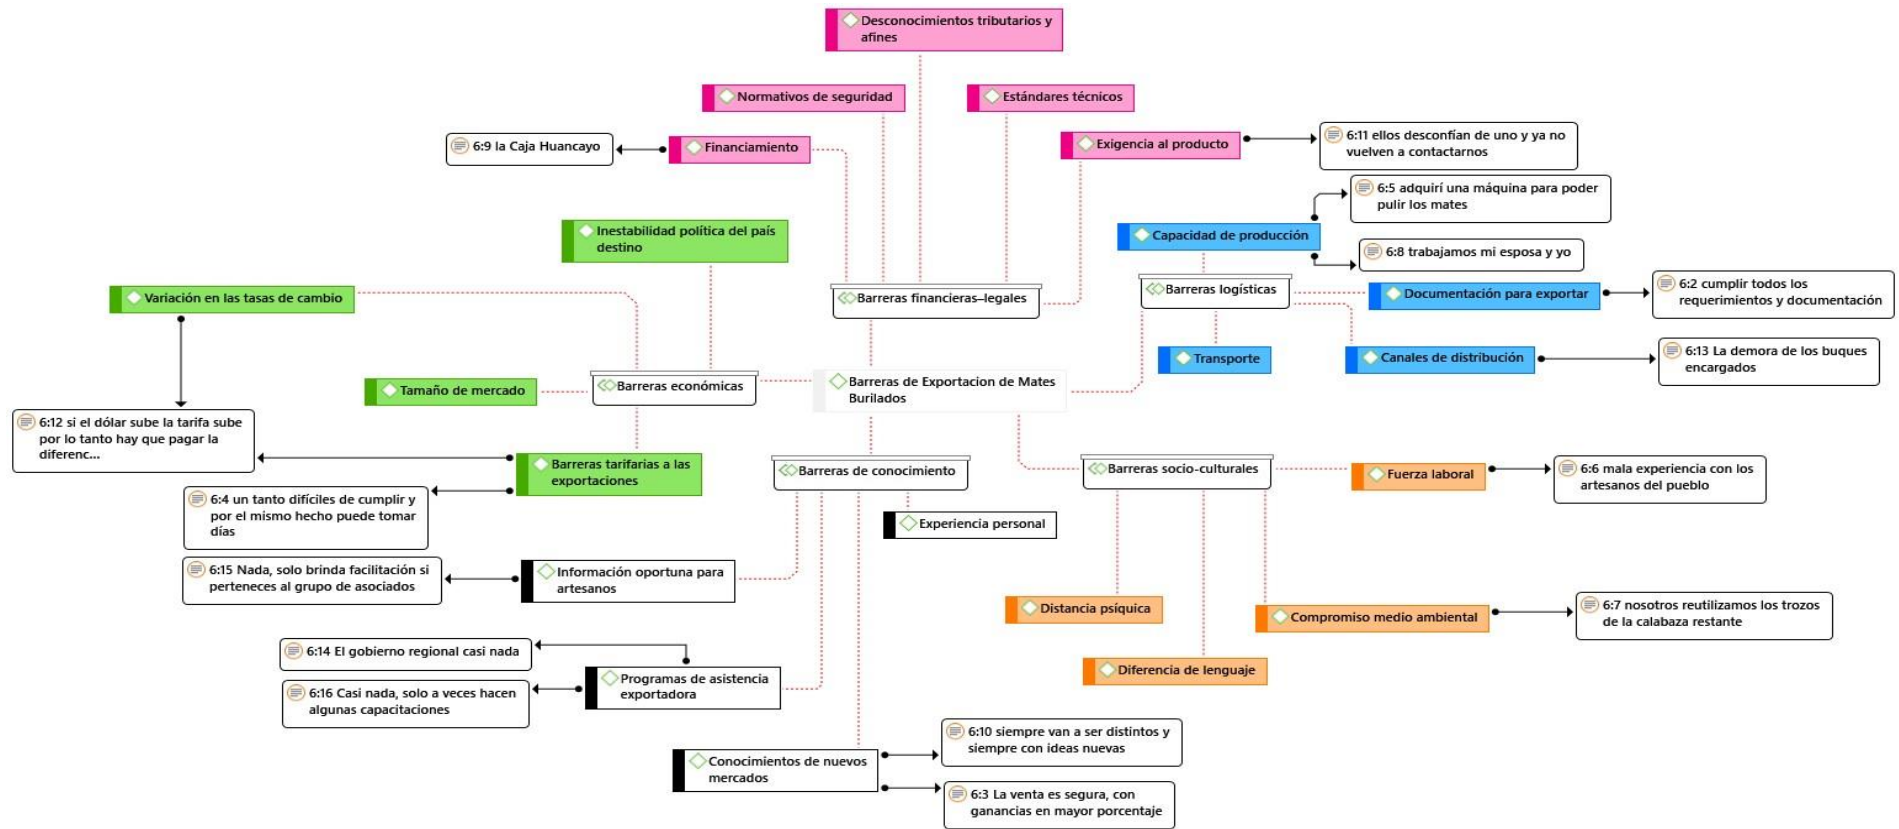 Desconocimientos tributarios y
afines
Normativos de seguridad
Estándares técnicos
6:9 la Caja Huancayo
Financiamiento
Exigencia al producto
6:11 ellos desconfían de uno y ya no
vuelven a contactarnos
6:5 adquirí una máquina para poder
pulir los mates
Inestabilidad política del país
destino
Capacidad de producción
6:8 trabajamos mi esposa y yo
Variación en las tasas de cambio
Barreras financieras–legales
Barreras logísticas
Documentación para exportar
6:2 cumplir todos los
requerimientos y documentación
Transporte
Canales de distribución
6:13 La demora de los buques
encargados
Tamaño de mercado
Barreras económicas
Barreras de Exportacion de Mates
Burilados
6:12 si el dólar sube la tarifa sube
por lo tanto hay que pagar la
diferenc...
Barreras tarifarias a las
exportaciones
Barreras de conocimiento
Barreras socio-culturales
Fuerza laboral
6:6 mala experiencia con los
artesanos del pueblo
6:4 un tanto difíciles de cumplir y
por el mismo hecho puede tomar
días
Experiencia personal
6:15 Nada, solo brinda facilitación si
perteneces al grupo de asociados
Información oportuna para
artesanos
Distancia psíquica
Compromiso medio ambiental
6:7 nosotros reutilizamos los trozos
de la calabaza restante
6:14 El gobierno regional casi nada
Diferencia de lenguaje
6:16 Casi nada, solo a veces hacen
algunas capacitaciones
Programas de asistencia
exportadora
6:10 siempre van a ser distintos y
siempre con ideas nuevas
Conocimientos de nuevos
mercados
6:3 La venta es segura, con
ganancias en mayor porcentaje